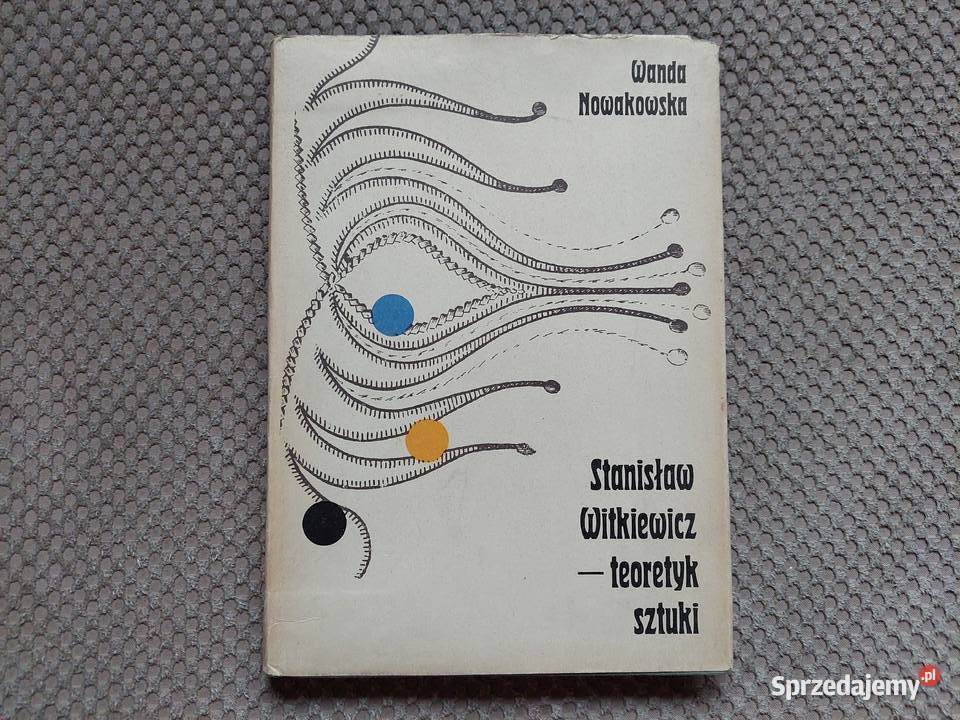 Wanda
Nowakowska
Stanisław
Witkiewicz
— teoretyk
sztuki
Sprzedajemy.pl